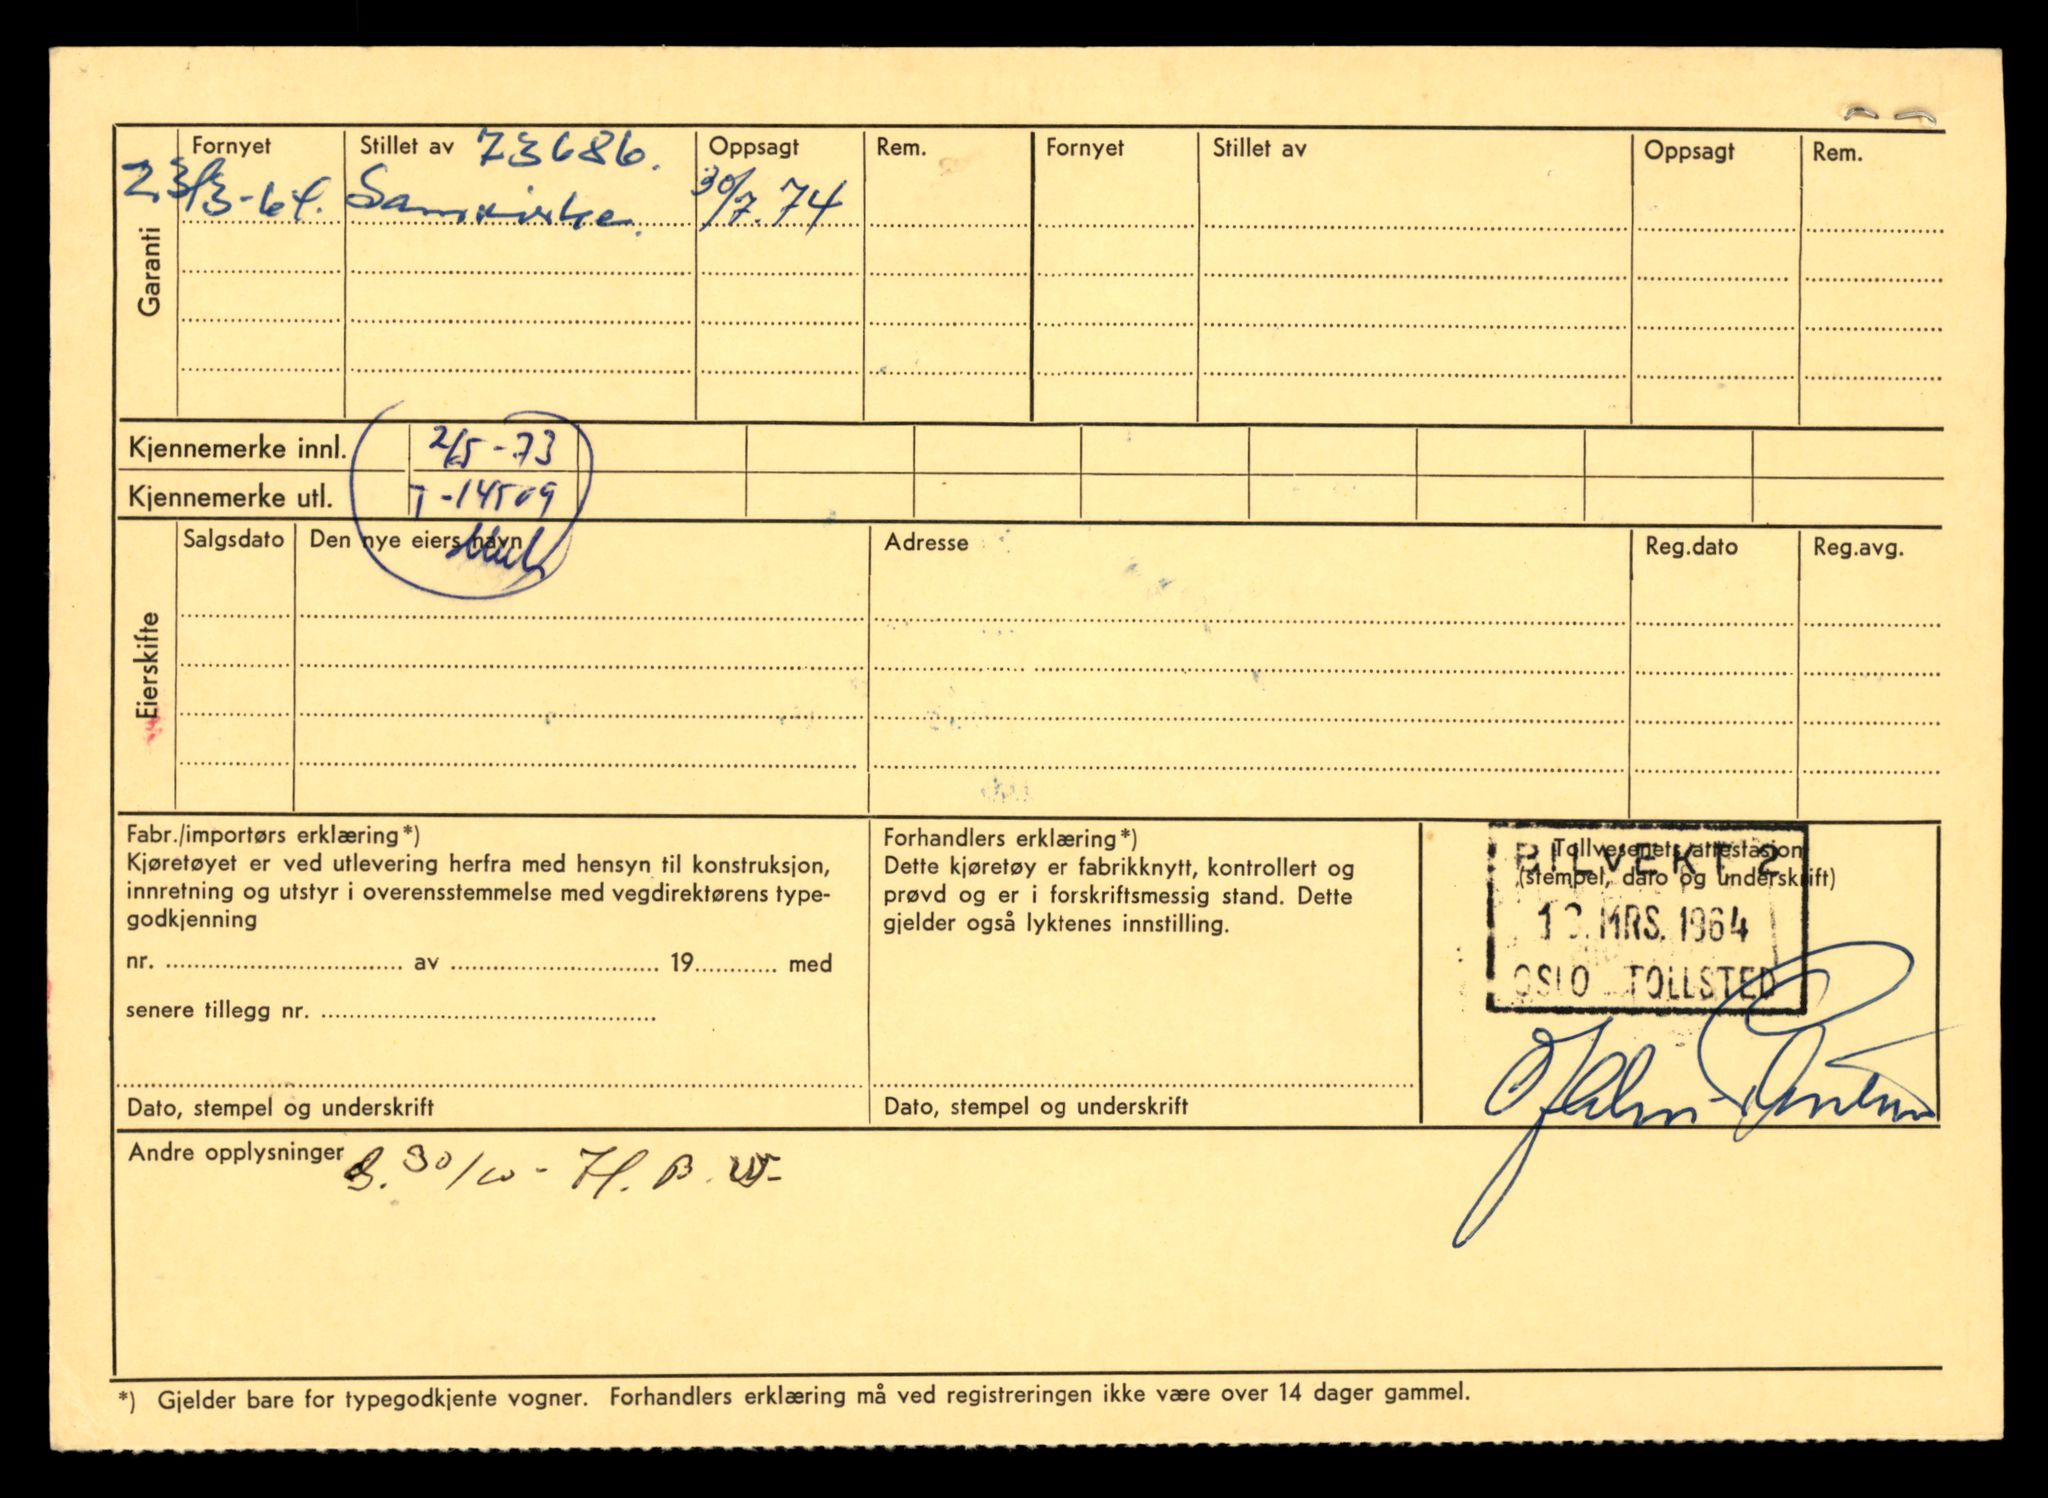 Fornyet Stillet av 73686. Oppsagt Rem. Fornyet Stillet av Oppsagt Rem.
23/3-64. Samvirke. 30/7.74
Garanti
Kjennemerke innl. 2/5-73
Kjennemerke utl. T-14509
Salgsdato Den nye eiers navn Adresse Reg.dato Reg.avg.
Eierskifte
Fabr./importørs erklæring*)
Kjøretøyet er ved utlevering herfra med hensyn til konstruksjon,
innretning og utstyr i overensstemmelse med vegdirektørens type-
godkjenning
nr. av 19 med
senere tillegg nr.
Dato, stempel og underskrift
Forhandlers erklæring*)
Dette kjøretøy er fabrikknytt, kontrollert og
prøvd og er i forskriftsmessig stand. Dette
gjelder også lyktenes innstilling.
Dato, stempel og underskrift
Tollvesenets attestasjon
(stempel, dato og underskrift)
BILVEKT 2
MRS. 1964
OSLO TOLLSTED
Andre opplysninger 30/10 - H. B. W-
*) Gjelder bare for typegodkjente vogner. Forhandlers erklæring må ved registreringen ikke være over 14 dager gammel.